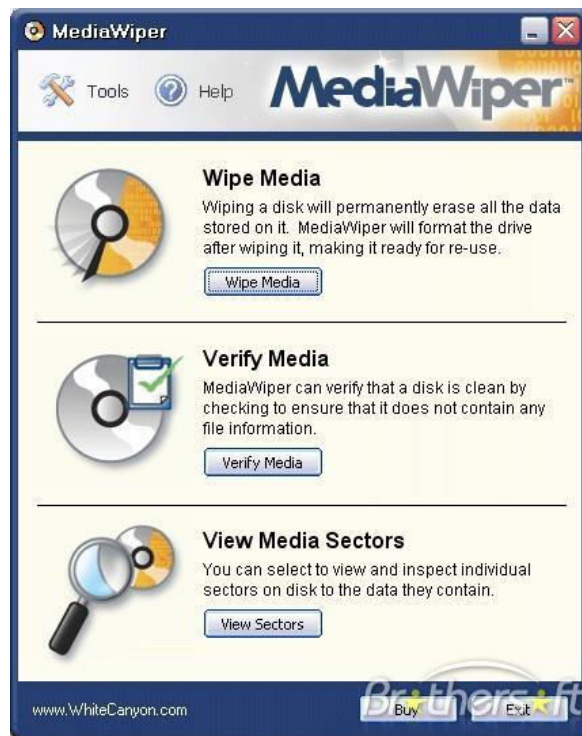 MediaWiper
Tools
Help
MediaWiper™
Wipe Media
Wiping a disk will permanently erase all the data
stored on it. MediaWiper will format the drive
after wiping it, making it ready for re-use.
Wipe Media
Verify Media
MediaWiper can verify that a disk is clean by
checking to ensure that it does not contain any
file information.
Verify Media
View Media Sectors
You can select to view and inspect individual
sectors on disk to the data they contain.
View Sectors
www.WhiteCanyon.com
Buy
Exit
Brothersoft